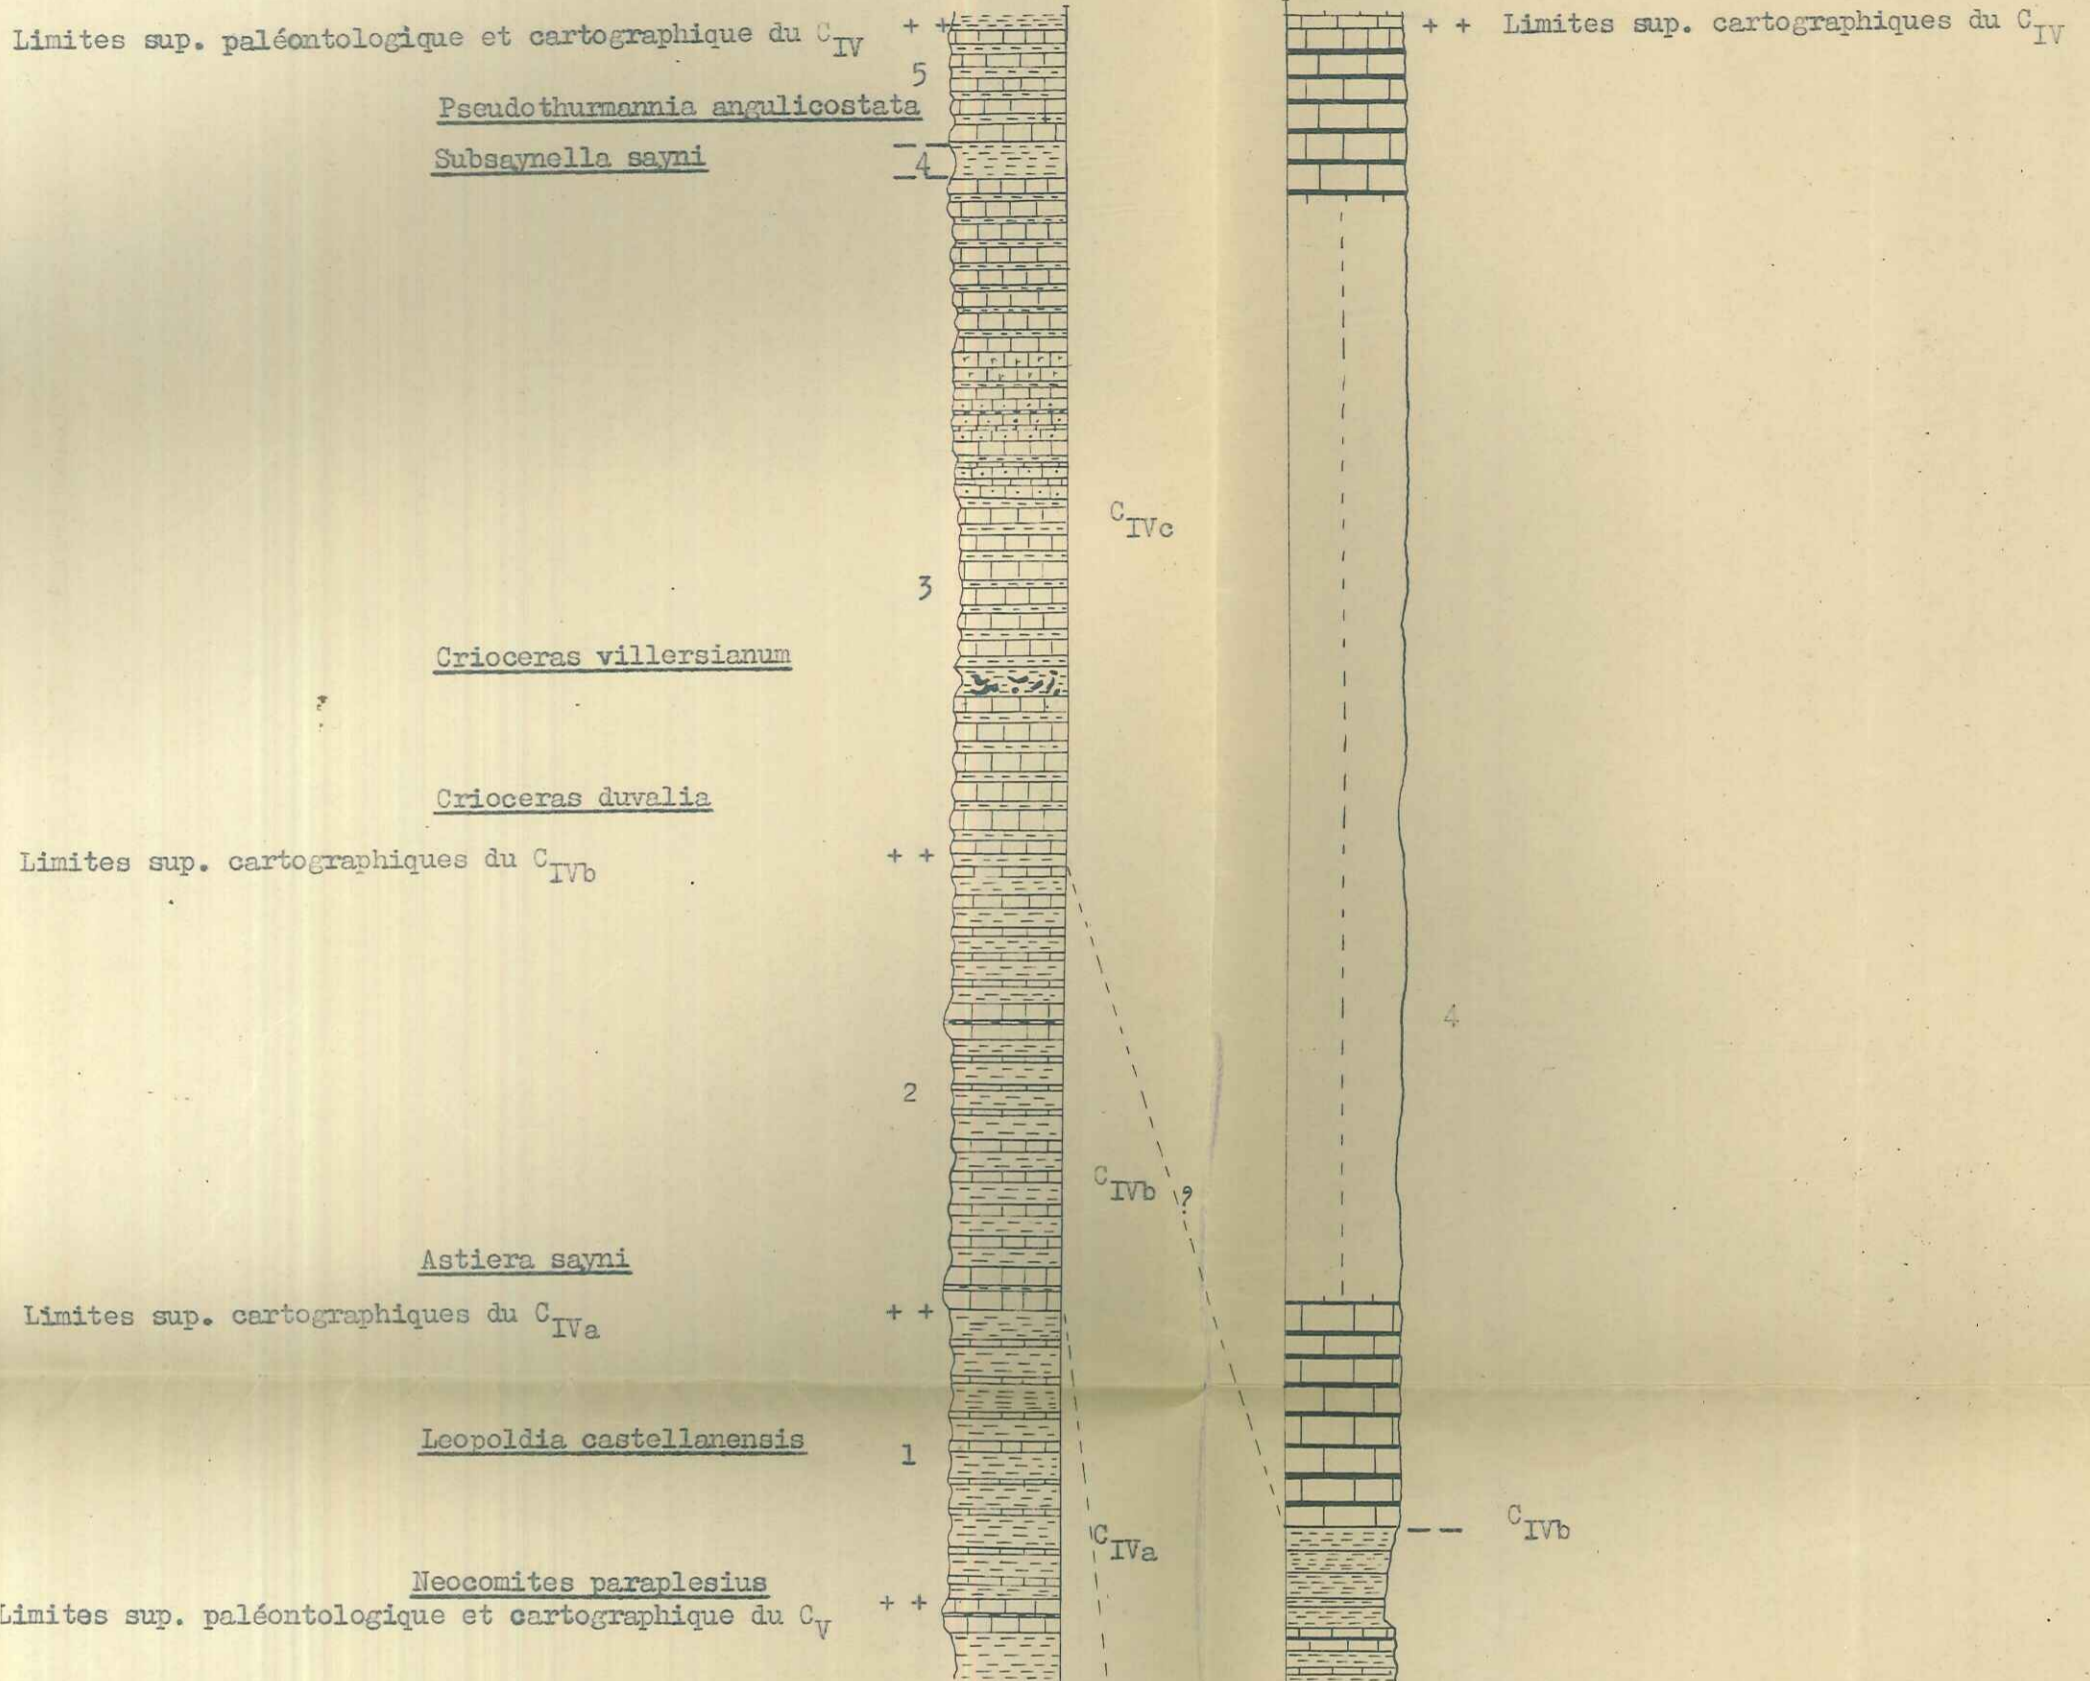 Limites sup. paléontologique et cartographique du C_IV + +
+ + Limites sup. cartographiques du C_IV
5
Pseudothurmannia angulicostata
Subsaynella sayni
4
C_IVc
3
Crioceras villersianum
?
Crioceras duvalia
Limites sup. cartographiques du C_IVb + +
4
2
C_IVb ?
Astiera sayni
Limites sup. cartographiques du C_IVa + +
Leopoldia castellanensis
1
C_IVa
C_IVb
Neocomites paraplesius
Limites sup. paléontologique et cartographique du C_V + +